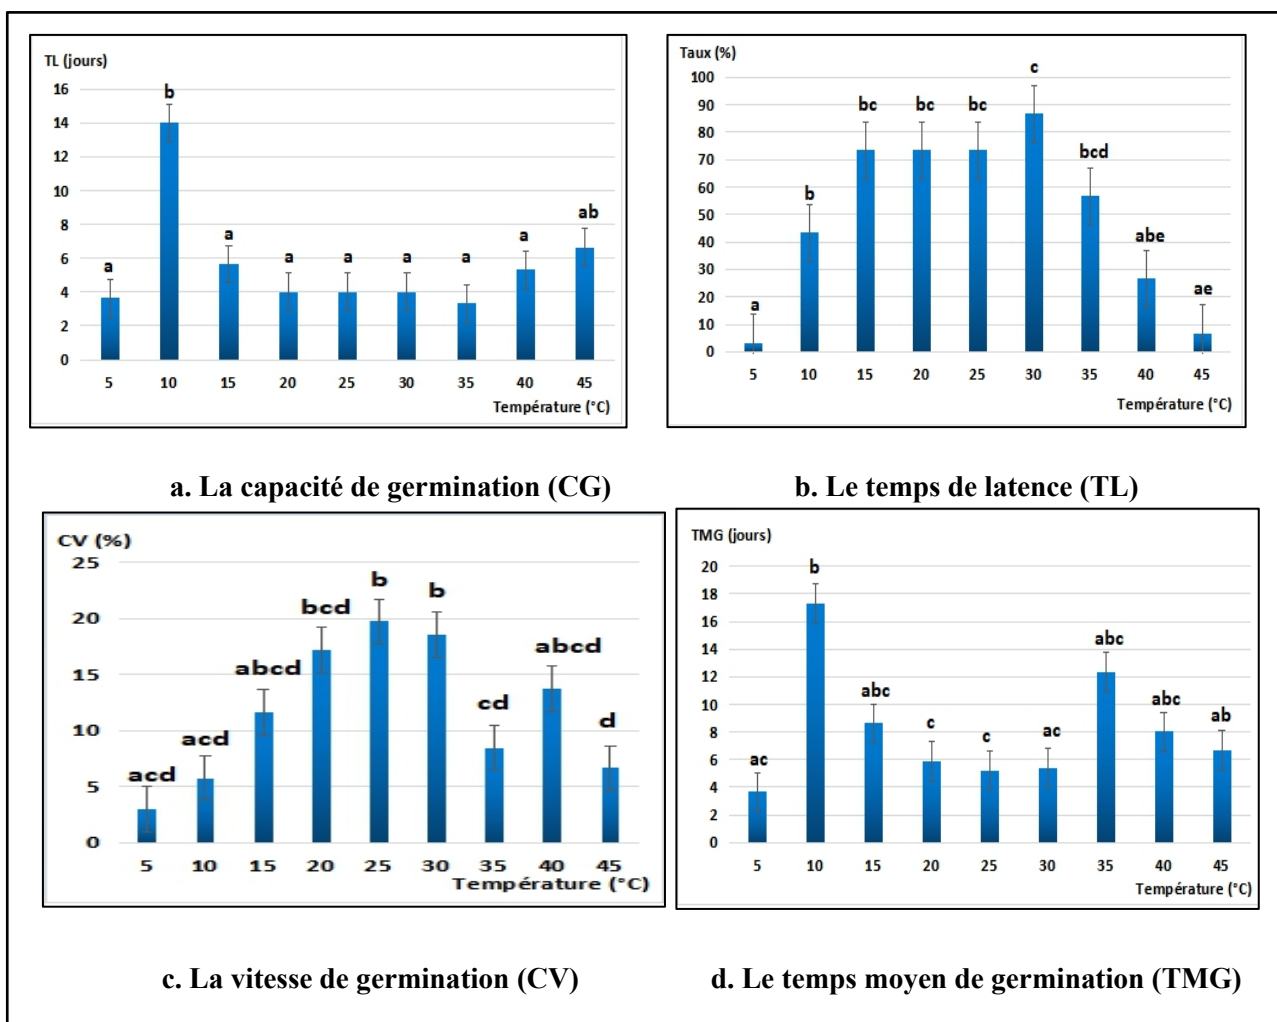 TL (jours)
16
14
12
10
8
6
4
2
0
a
b
a
a
a
a
a
a
ab
5 10 15 20 25 30 35 40 45
Température (°C)
Taux (%)
100
90
80
70
60
50
40
30
20
10
0
a
b
bc
bc
bc
c
bcd
abe
ae
5 10 15 20 25 30 35 40 45
Température (°C)
a. La capacité de germination (CG)
b. Le temps de latence (TL)
CV (%)
25
20
15
10
5
0
acd
acd
abcd
bcd
b
b
cd
abcd
d
5 10 15 20 25 30 35 40 45
Température (°C)
TMG (jours)
20
18
16
14
12
10
8
6
4
2
0
ac
b
abc
c
c
ac
abc
abc
ab
5 10 15 20 25 30 35 40 45
Température (°C)
c. La vitesse de germination (CV)
d. Le temps moyen de germination (TMG)